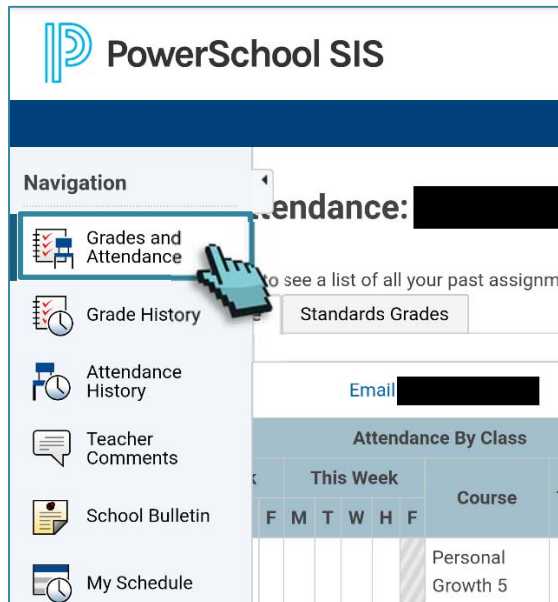 PowerSchool SIS
Navigation
Grades and
Attendance
Grade History
Attendance
History
Teacher
Comments
School Bulletin
My Schedule
tendance:
to see a list of all your past assignm
Standards Grades
Email
Attendance By Class
This Week
Course
F M T W H F
Personal
Growth 5